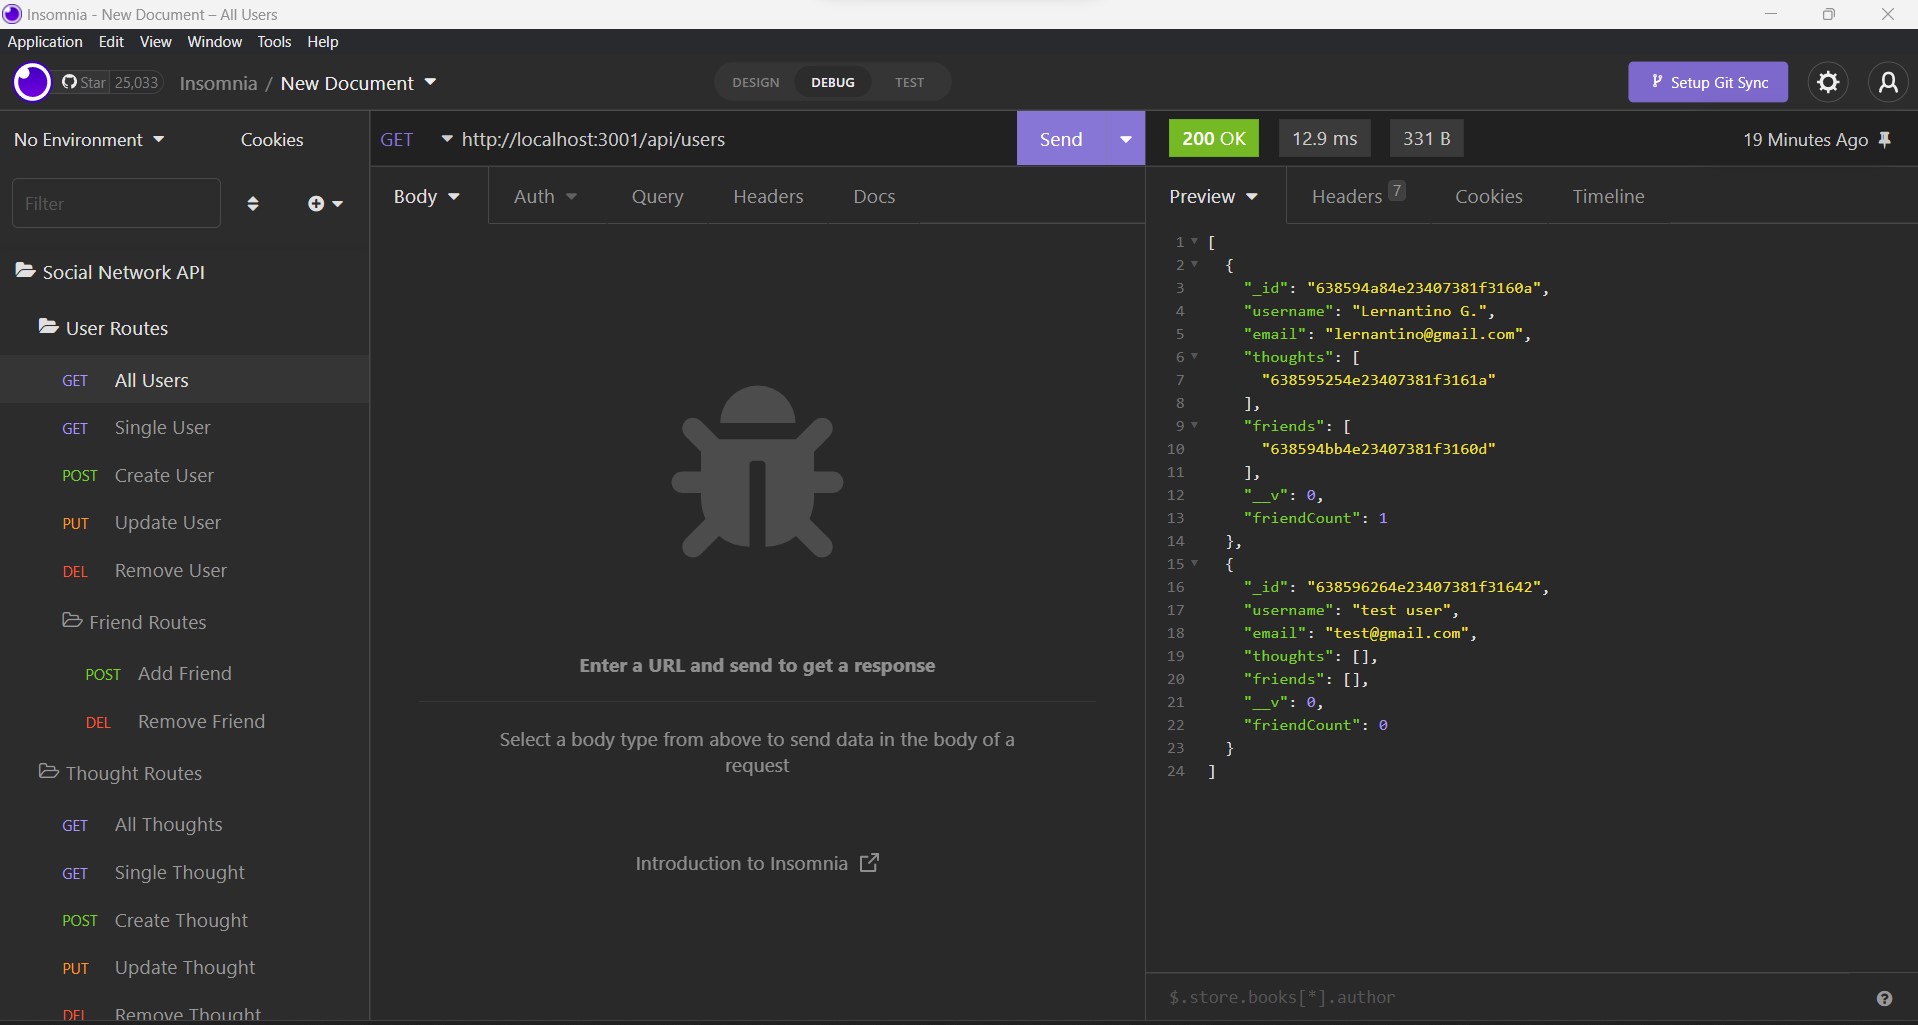 Insomnia - New Document – All Users
Application Edit View Window Tools Help
Star 25,033 Insomnia / New Document DESIGN DEBUG TEST Setup Git Sync
No Environment Cookies
Filter
Social Network API
User Routes
GET All Users
GET Single User
POST Create User
PUT Update User
DEL Remove User
Friend Routes
POST Add Friend
DEL Remove Friend
Thought Routes
GET All Thoughts
GET Single Thought
POST Create Thought
PUT Update Thought
DEL Remove Thought
GET http://localhost:3001/api/users Send
Body Auth Query Headers Docs
Enter a URL and send to get a response
Select a body type from above to send data in the body of a
request
Introduction to Insomnia
200 OK 12.9 ms 331 B 19 Minutes Ago
Preview Headers 7 Cookies Timeline
1 [
2 {
3 "_id": "638594a84e23407381f3160a",
4 "username": "Lernantino G.",
5 "email": "lernantino@gmail.com",
6 "thoughts": [
7 "638595254e23407381f3161a"
8 ],
9 "friends": [
10 "638594bb4e23407381f3160d"
11 ],
12 "__v": 0,
13 "friendCount": 1
14 },
15 {
16 "_id": "638596264e23407381f31642",
17 "username": "test user",
18 "email": "test@gmail.com",
19 "thoughts": [],
20 "friends": [],
21 "__v": 0,
22 "friendCount": 0
23 }
24 ]
$.store.books[*].author